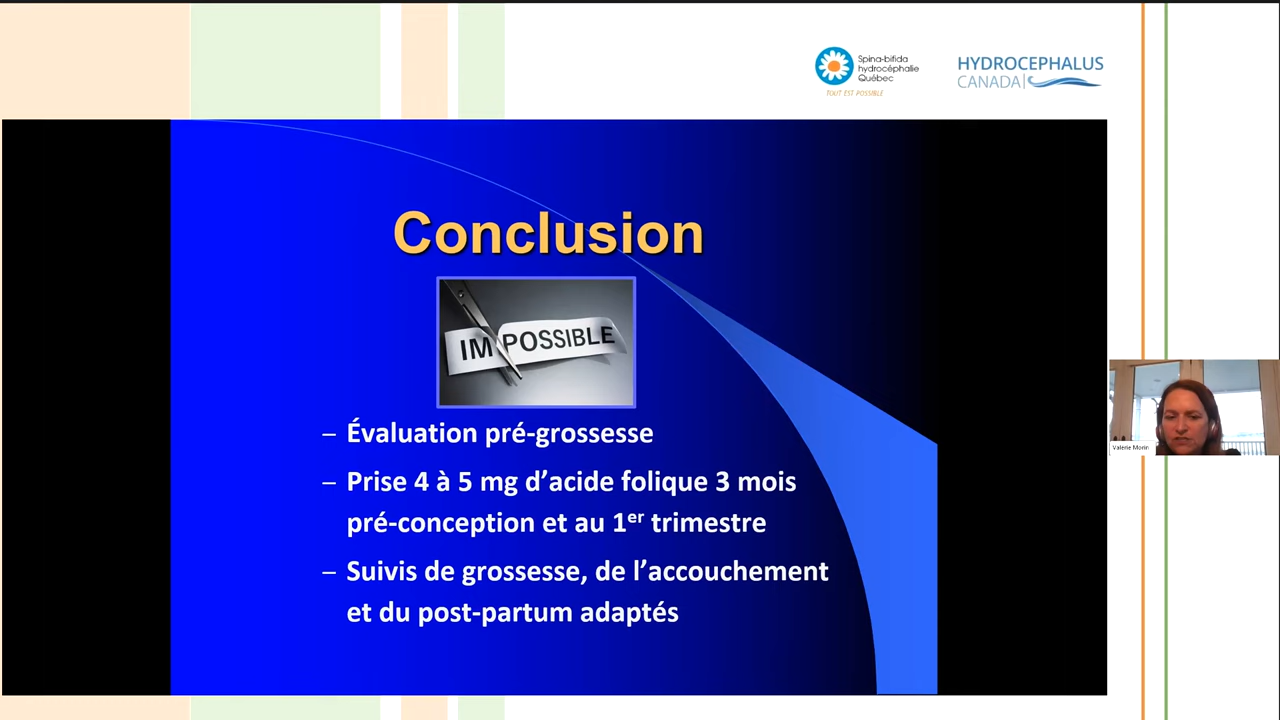 Spina-bifida
hydrocéphalie
Québec
TOUT EST POSSIBLE
HYDROCEPHALUS
CANADA
Conclusion
IMPOSSIBLE
– Évaluation pré-grossesse
– Prise 4 à 5 mg d’acide folique 3 mois
pré-conception et au 1er trimestre
– Suivis de grossesse, de l’accouchement
et du post-partum adaptés
Valérie Morin